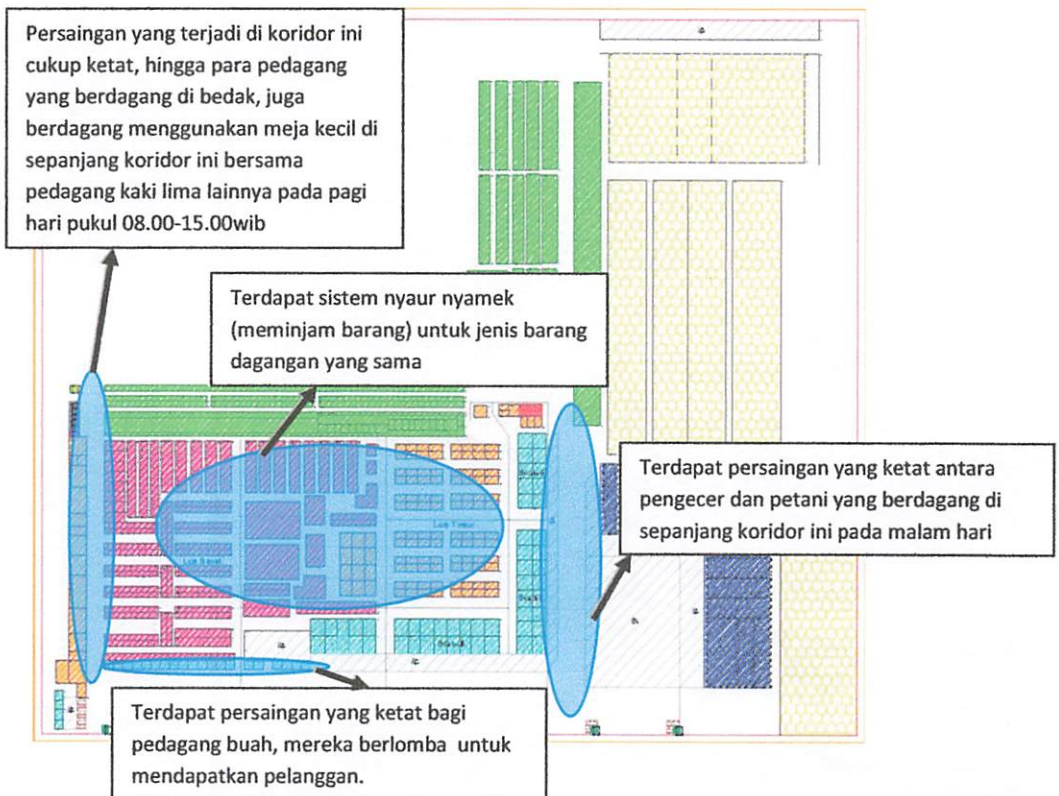 Persaingan yang terjadi di koridor ini
cukup ketat, hingga para pedagang
yang berdagang di bedak, juga
berdagang menggunakan meja kecil di
sepanjang koridor ini bersama
pedagang kaki lima lainnya pada pagi
hari pukul 08.00-15.00wib
Terdapat sistem nyaur nyamek
(meminjam barang) untuk jenis barang
dagangan yang sama
Terdapat persaingan yang ketat antara
pengecer dan petani yang berdagang di
sepanjang koridor ini pada malam hari
Terdapat persaingan yang ketat bagi
pedagang buah, mereka berlomba untuk
mendapatkan pelanggan.